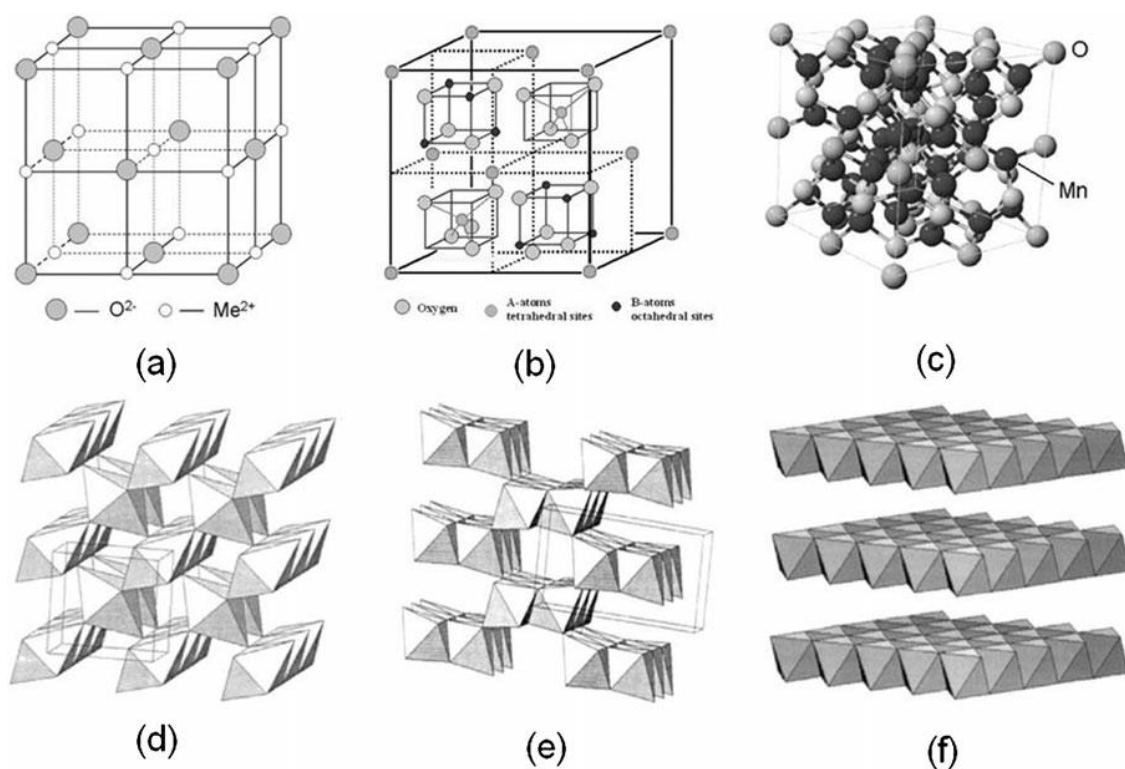 O
Mn
O²⁻ Me²⁺
Oxygen A-atoms tetrahedral sites B-atoms octahedral sites
(a) (b) (c)
(d) (e) (f)